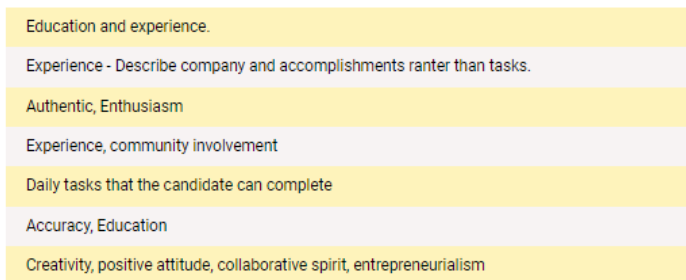 Education and experience.
Experience - Describe company and accomplishments ranter than tasks.
Authentic, Enthusiasm
Experience, community involvement
Daily tasks that the candidate can complete
Accuracy, Education
Creativity, positive attitude, collaborative spirit, entrepreneurialism